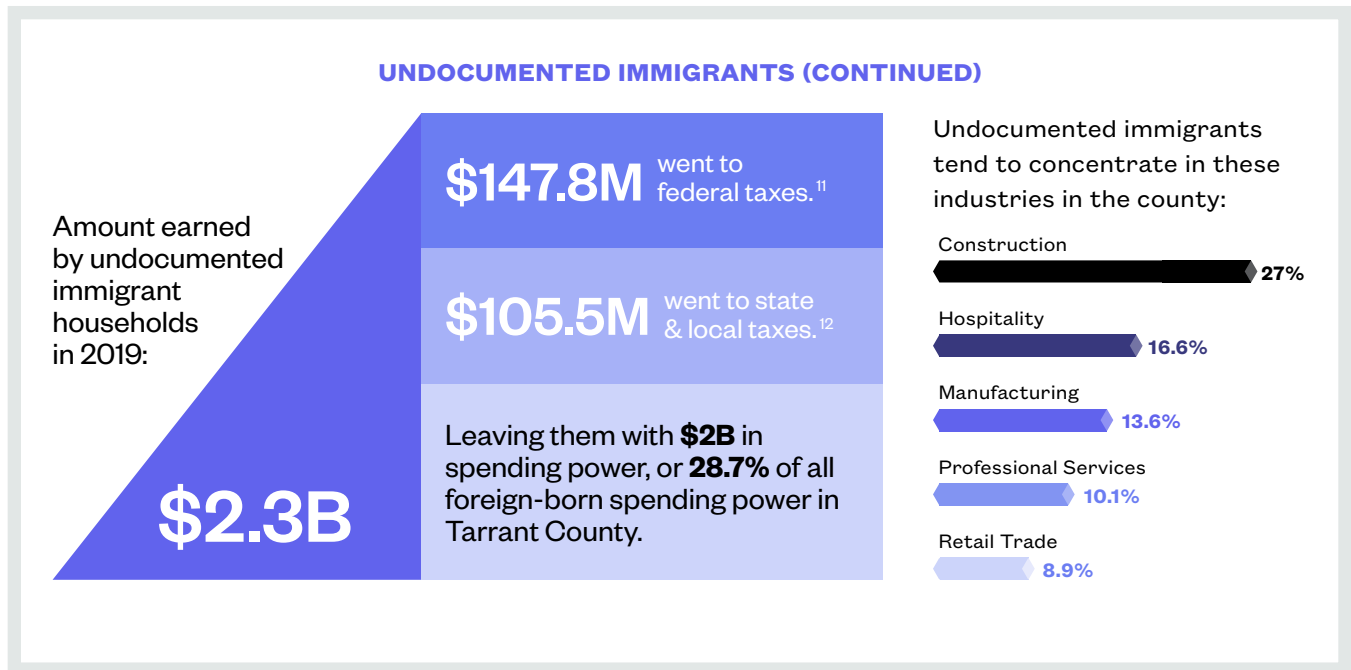 UNDOCUMENTED IMMIGRANTS (CONTINUED)
Amount earned
by undocumented
immigrant
households
in 2019:
$2.3B
$147.8M went to
federal taxes.11
$105.5M went to state
& local taxes.12
Leaving them with $2B in
spending power, or 28.7% of all
foreign-born spending power in
Tarrant County.
Undocumented immigrants
tend to concentrate in these
industries in the county:
Construction
27%
Hospitality
16.6%
Manufacturing
13.6%
Professional Services
10.1%
Retail Trade
8.9%